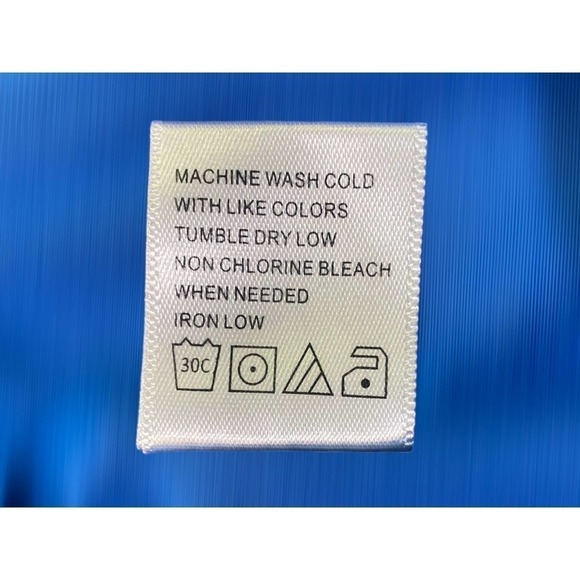 MACHINE WASH COLD
WITH LIKE COLORS
TUMBLE DRY LOW
NON CHLORINE BLEACH
WHEN NEEDED
IRON LOW
30C